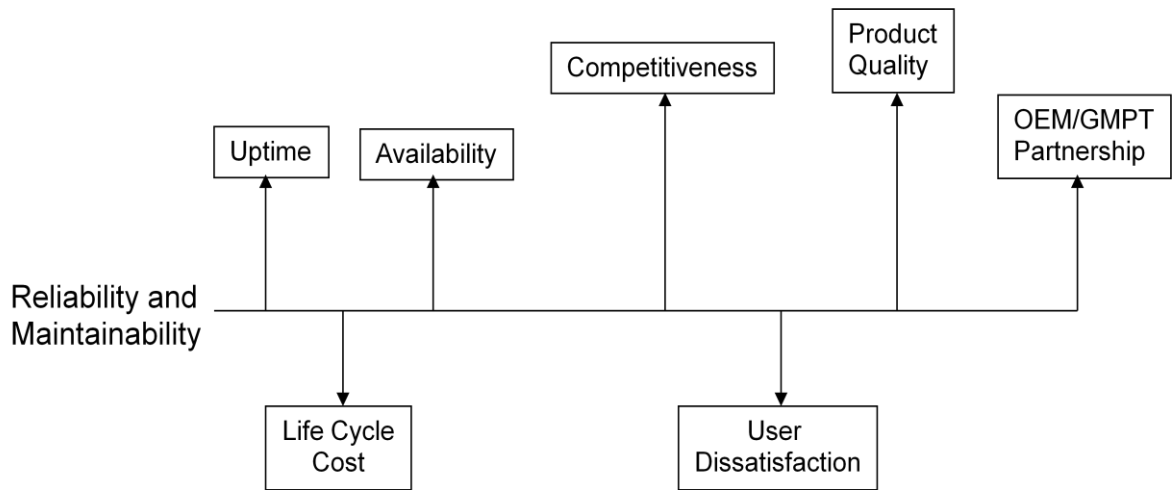 Product
Quality
Competitiveness
OEM/GMPT
Partnership
Uptime
Availability
Reliability and
Maintainability
Life Cycle
Cost
User
Dissatisfaction